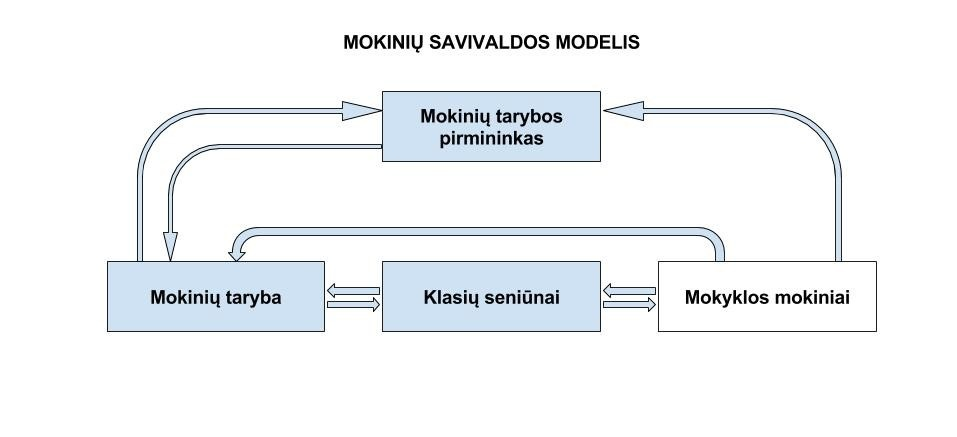 MOKINIŲ SAVIVALDOS MODELIS
Mokinių tarybos
pirmininkas
Mokinių taryba
Klasių seniūnai
Mokyklos mokiniai